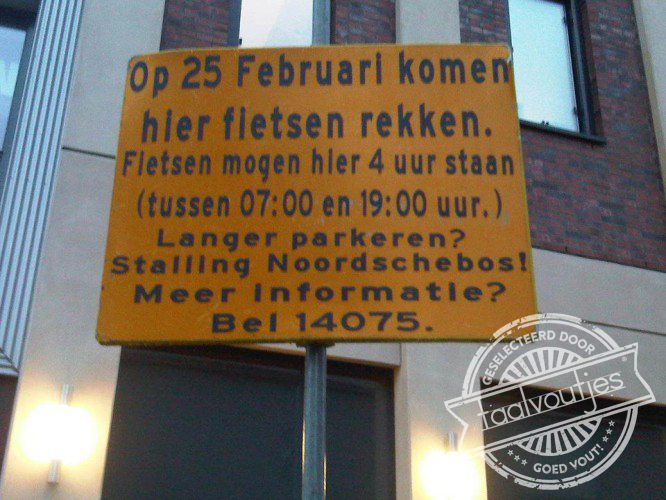 Op 25 Februari komen
hier fietsen rekken.
Fietsen mogen hier 4 uur staan
(tussen 07:00 en 19:00 uur.)
Langer parkeren?
Stalling Noordschebos!
Meer informatie?
Bel 14075.
GESELECTEERD DOOR
taalvoutjes
GOED VOUT!